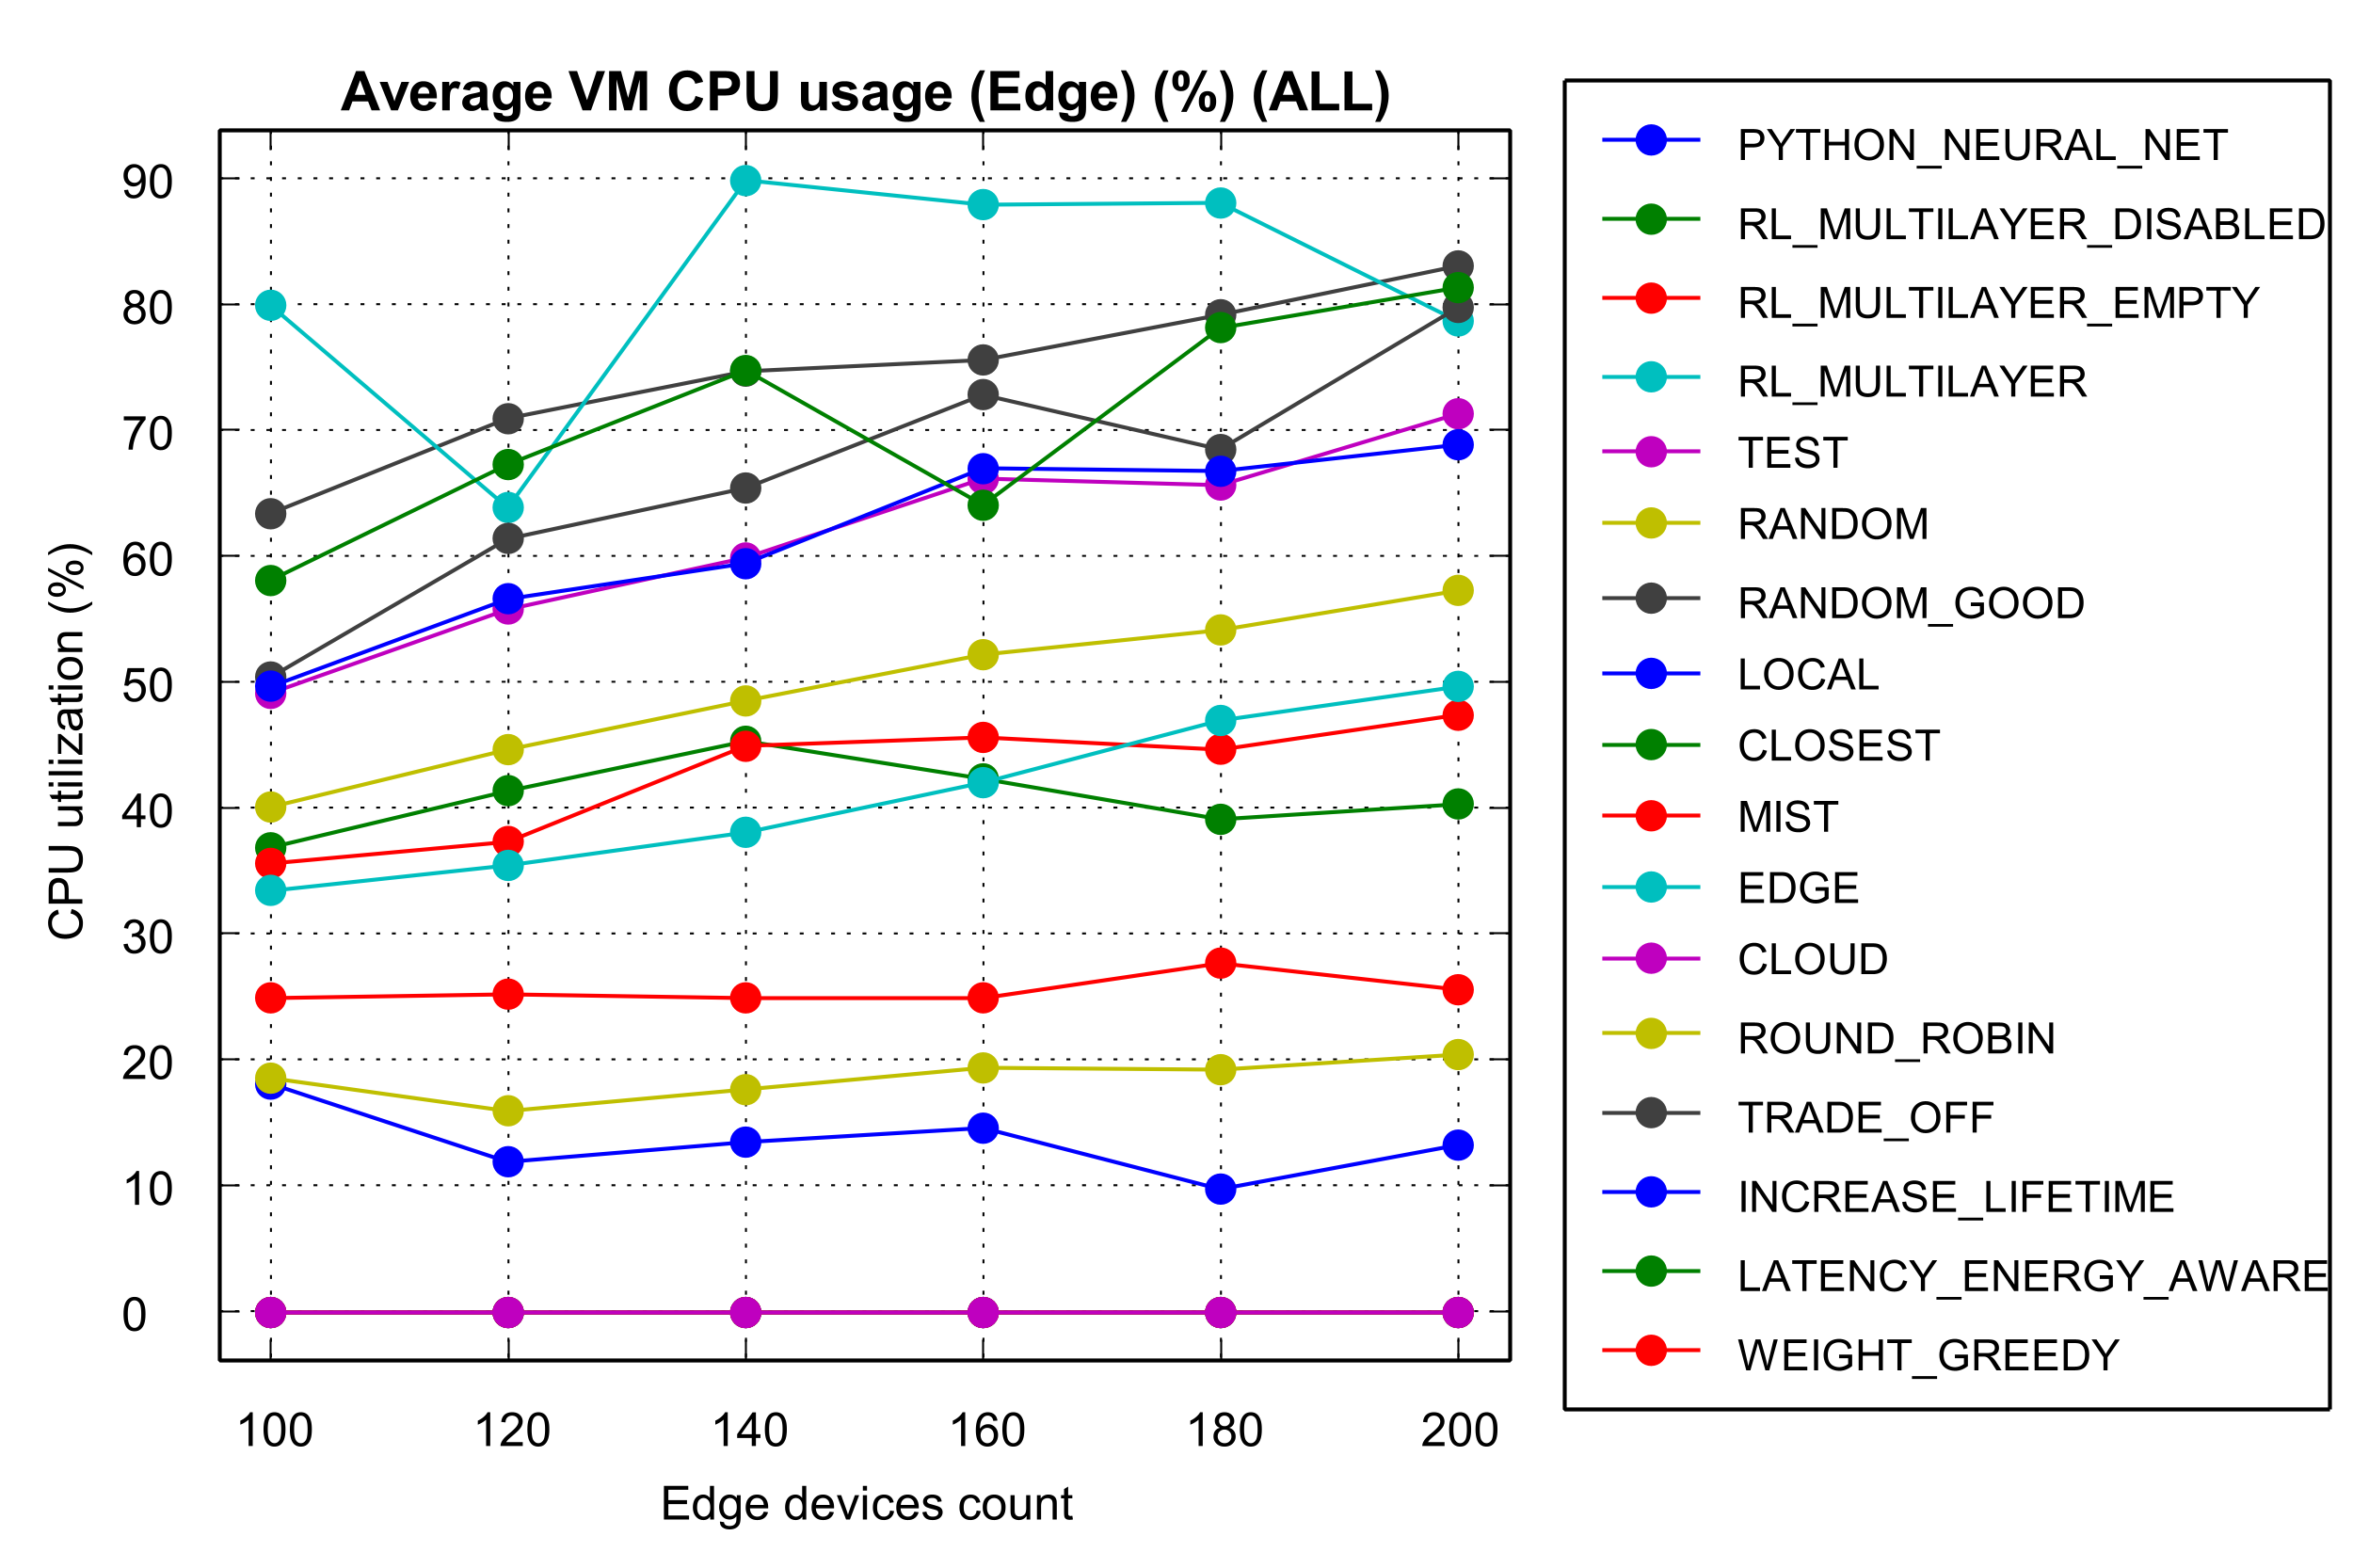 Average VM CPU usage (Edge) (%) (ALL)
CPU utilization (%)
90
80
70
60
50
40
30
20
10
0
100 120 140 160 180 200
Edge devices count
PYTHON_NEURAL_NET
RL_MULTILAYER_DISABLED
RL_MULTILAYER_EMPTY
RL_MULTILAYER
TEST
RANDOM
RANDOM_GOOD
LOCAL
CLOSEST
MIST
EDGE
CLOUD
ROUND_ROBIN
TRADE_OFF
INCREASE_LIFETIME
LATENCY_ENERGY_AWARE
WEIGHT_GREEDY